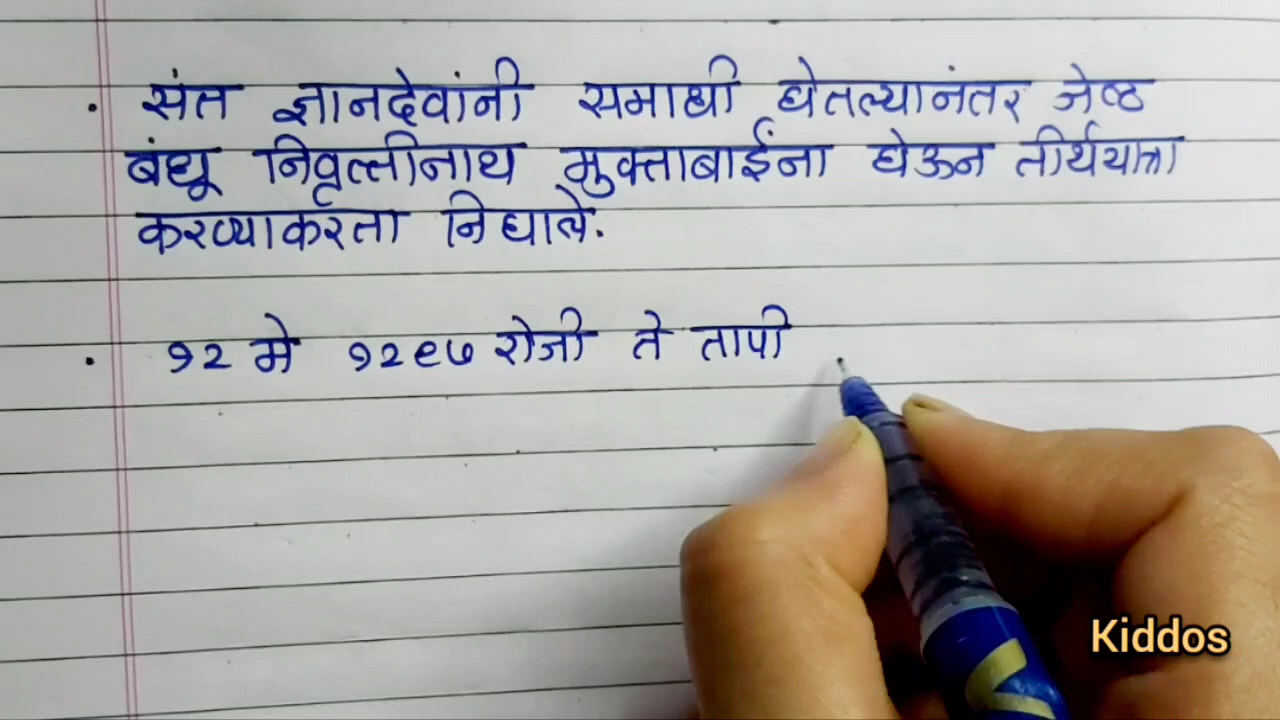 . संत ज्ञानदेवांनी समाधी घेतल्यानंतर जेष्ठ
बंधू निवृत्तीनाथ मुक्ताबाईंना घेऊन तीर्थयात्रा
करण्याकरता निघाले.
. १२ मे १२९७ रोजी ते तापी
Kiddos